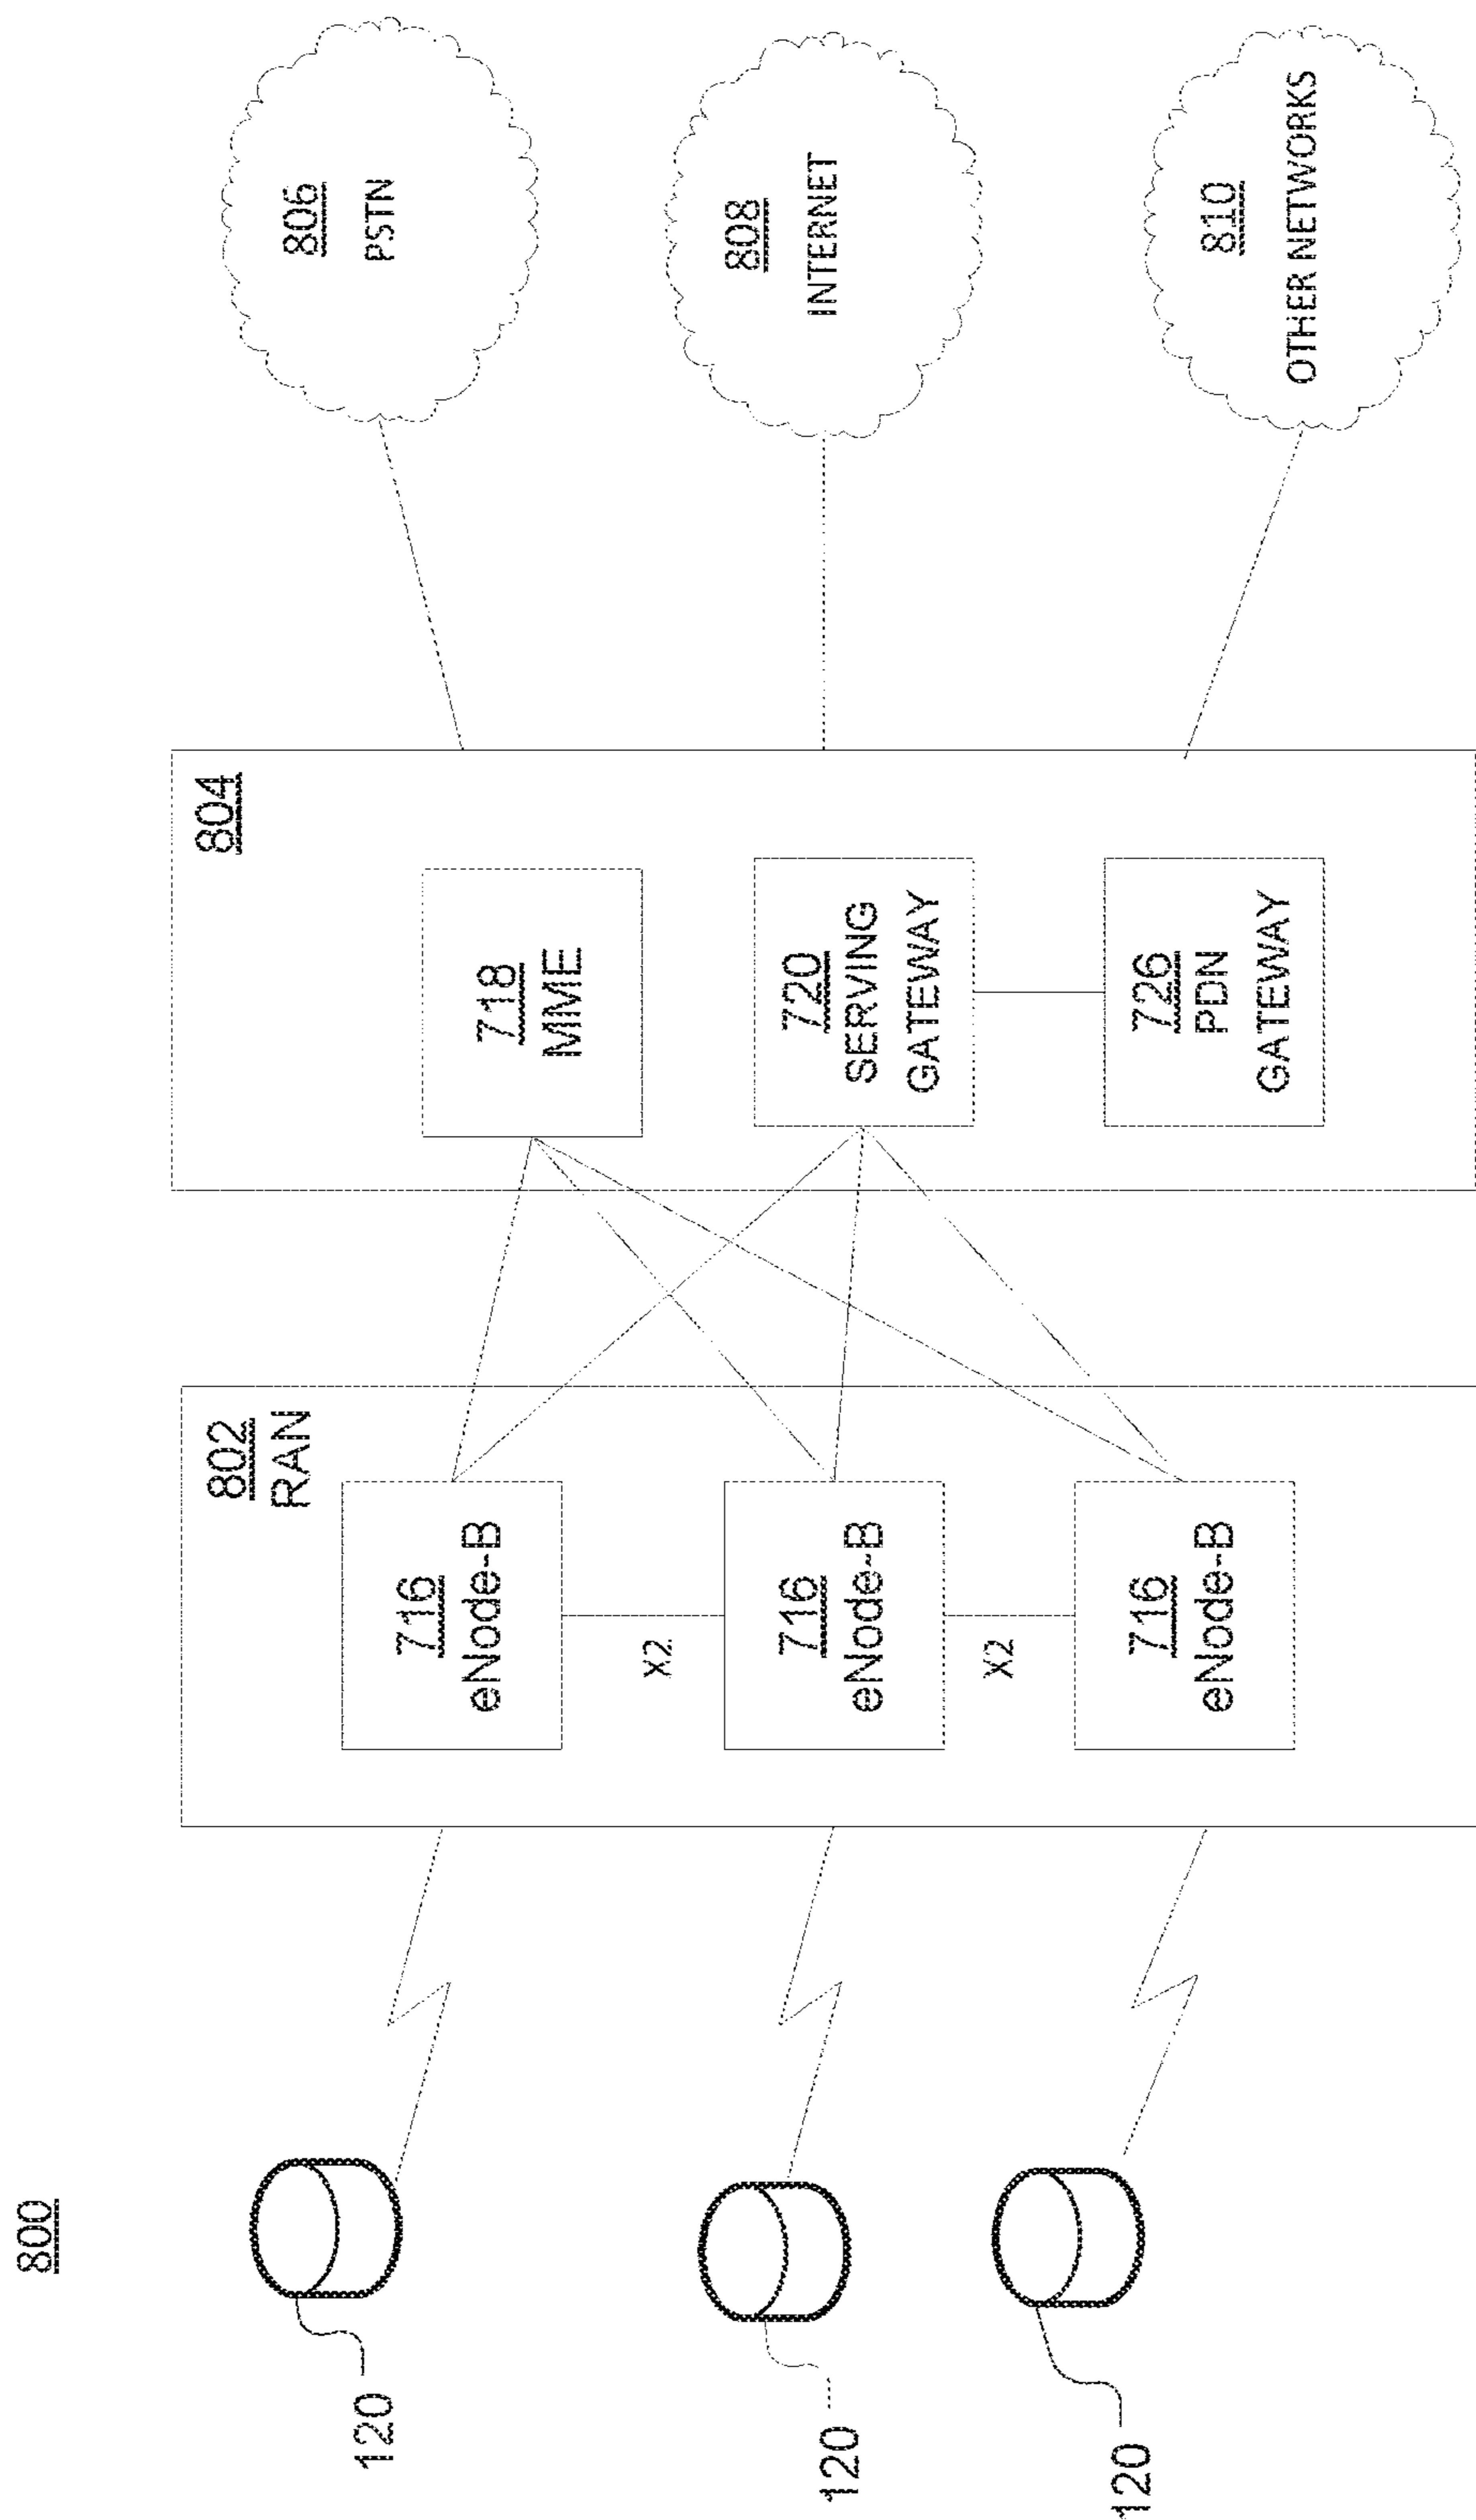 800
120
120
120
802
RAN
716
eNode-B
X2
716
eNode-B
X2
716
eNode-B
804
718
MME
720
SERVING
GATEWAY
726
PDN
GATEWAY
806
PSTN
808
INTERNET
810
OTHER NETWORKS